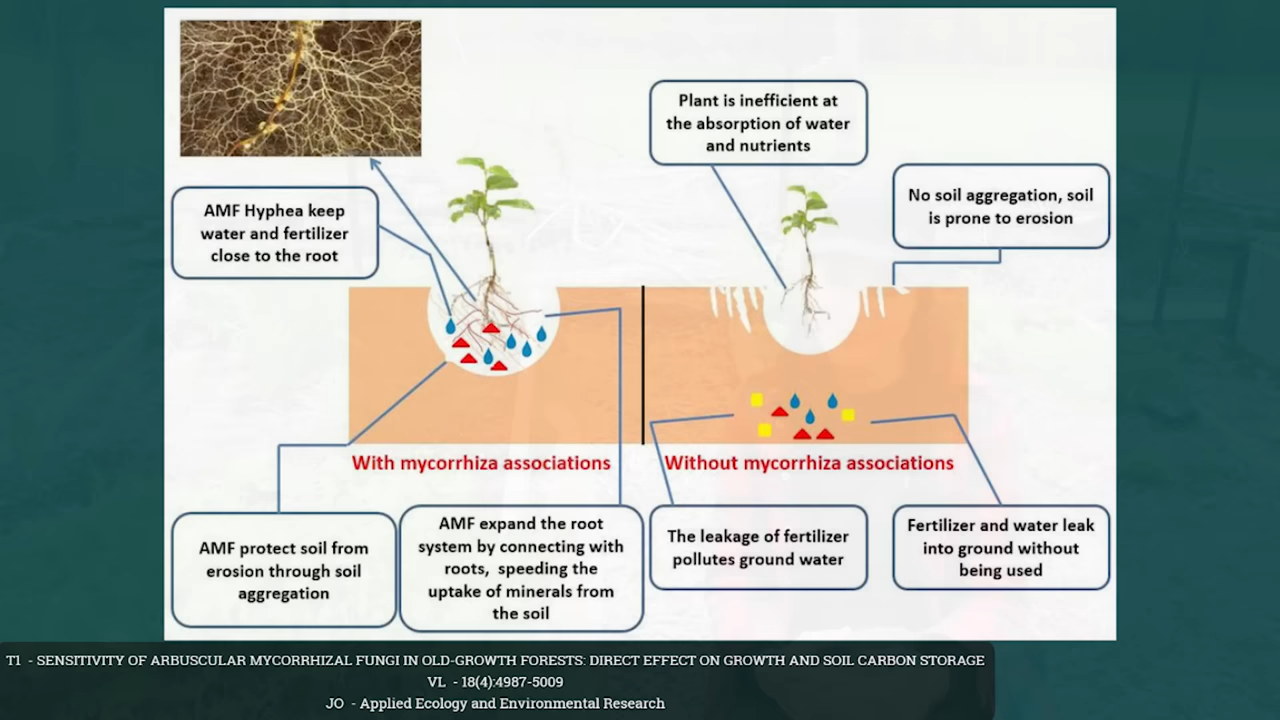 Plant is inefficient at
the absorption of water
and nutrients
No soil aggregation, soil
is prone to erosion
AMF Hyphea keep
water and fertilizer
close to the root
With mycorrhiza associations
Without mycorrhiza associations
AMF protect soil from
erosion through soil
aggregation
AMF expand the root
system by connecting with
roots, speeding the
uptake of minerals from
the soil
The leakage of fertilizer
pollutes ground water
Fertilizer and water leak
into ground without
being used
T1 - SENSITIVITY OF ARBUSCULAR MYCORRHIZAL FUNGI IN OLD-GROWTH FORESTS: DIRECT EFFECT ON GROWTH AND SOIL CARBON STORAGE
VL - 18(4):4987-5009
JO - Applied Ecology and Environmental Research